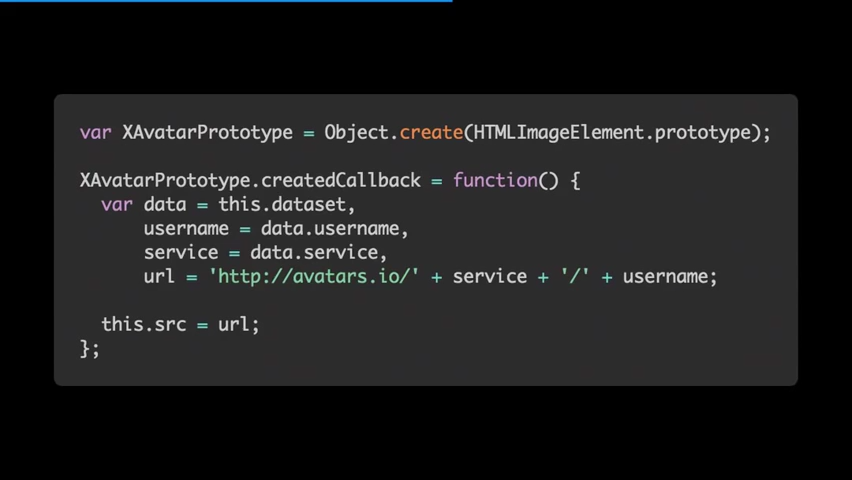 var XAvatarPrototype = Object.create(HTMLImageElement.prototype);
XAvatarPrototype.createdCallback = function() {
  var data = this.dataset,
      username = data.username,
      service = data.service,
      url = 'http://avatars.io/' + service + '/' + username;
  this.src = url;
};